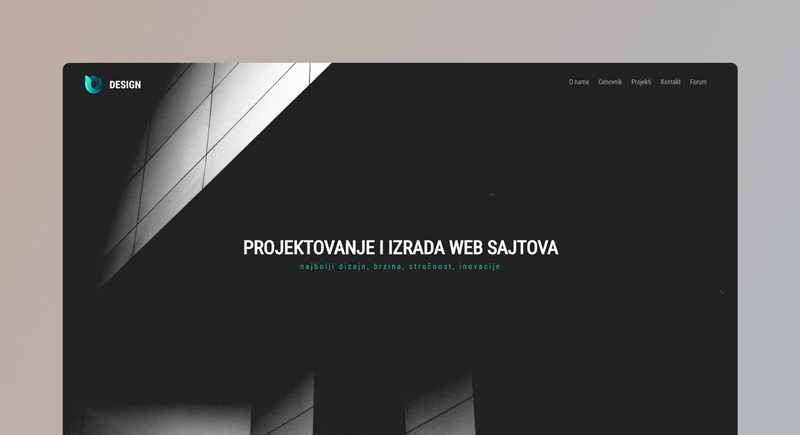 DESIGN
O nama Cenovnik Projekti Kontakt Forum
PROJEKTOVANJE I IZRADA WEB SAJTOVA
najbolji dizajn, brzina, stručnost, inovacije